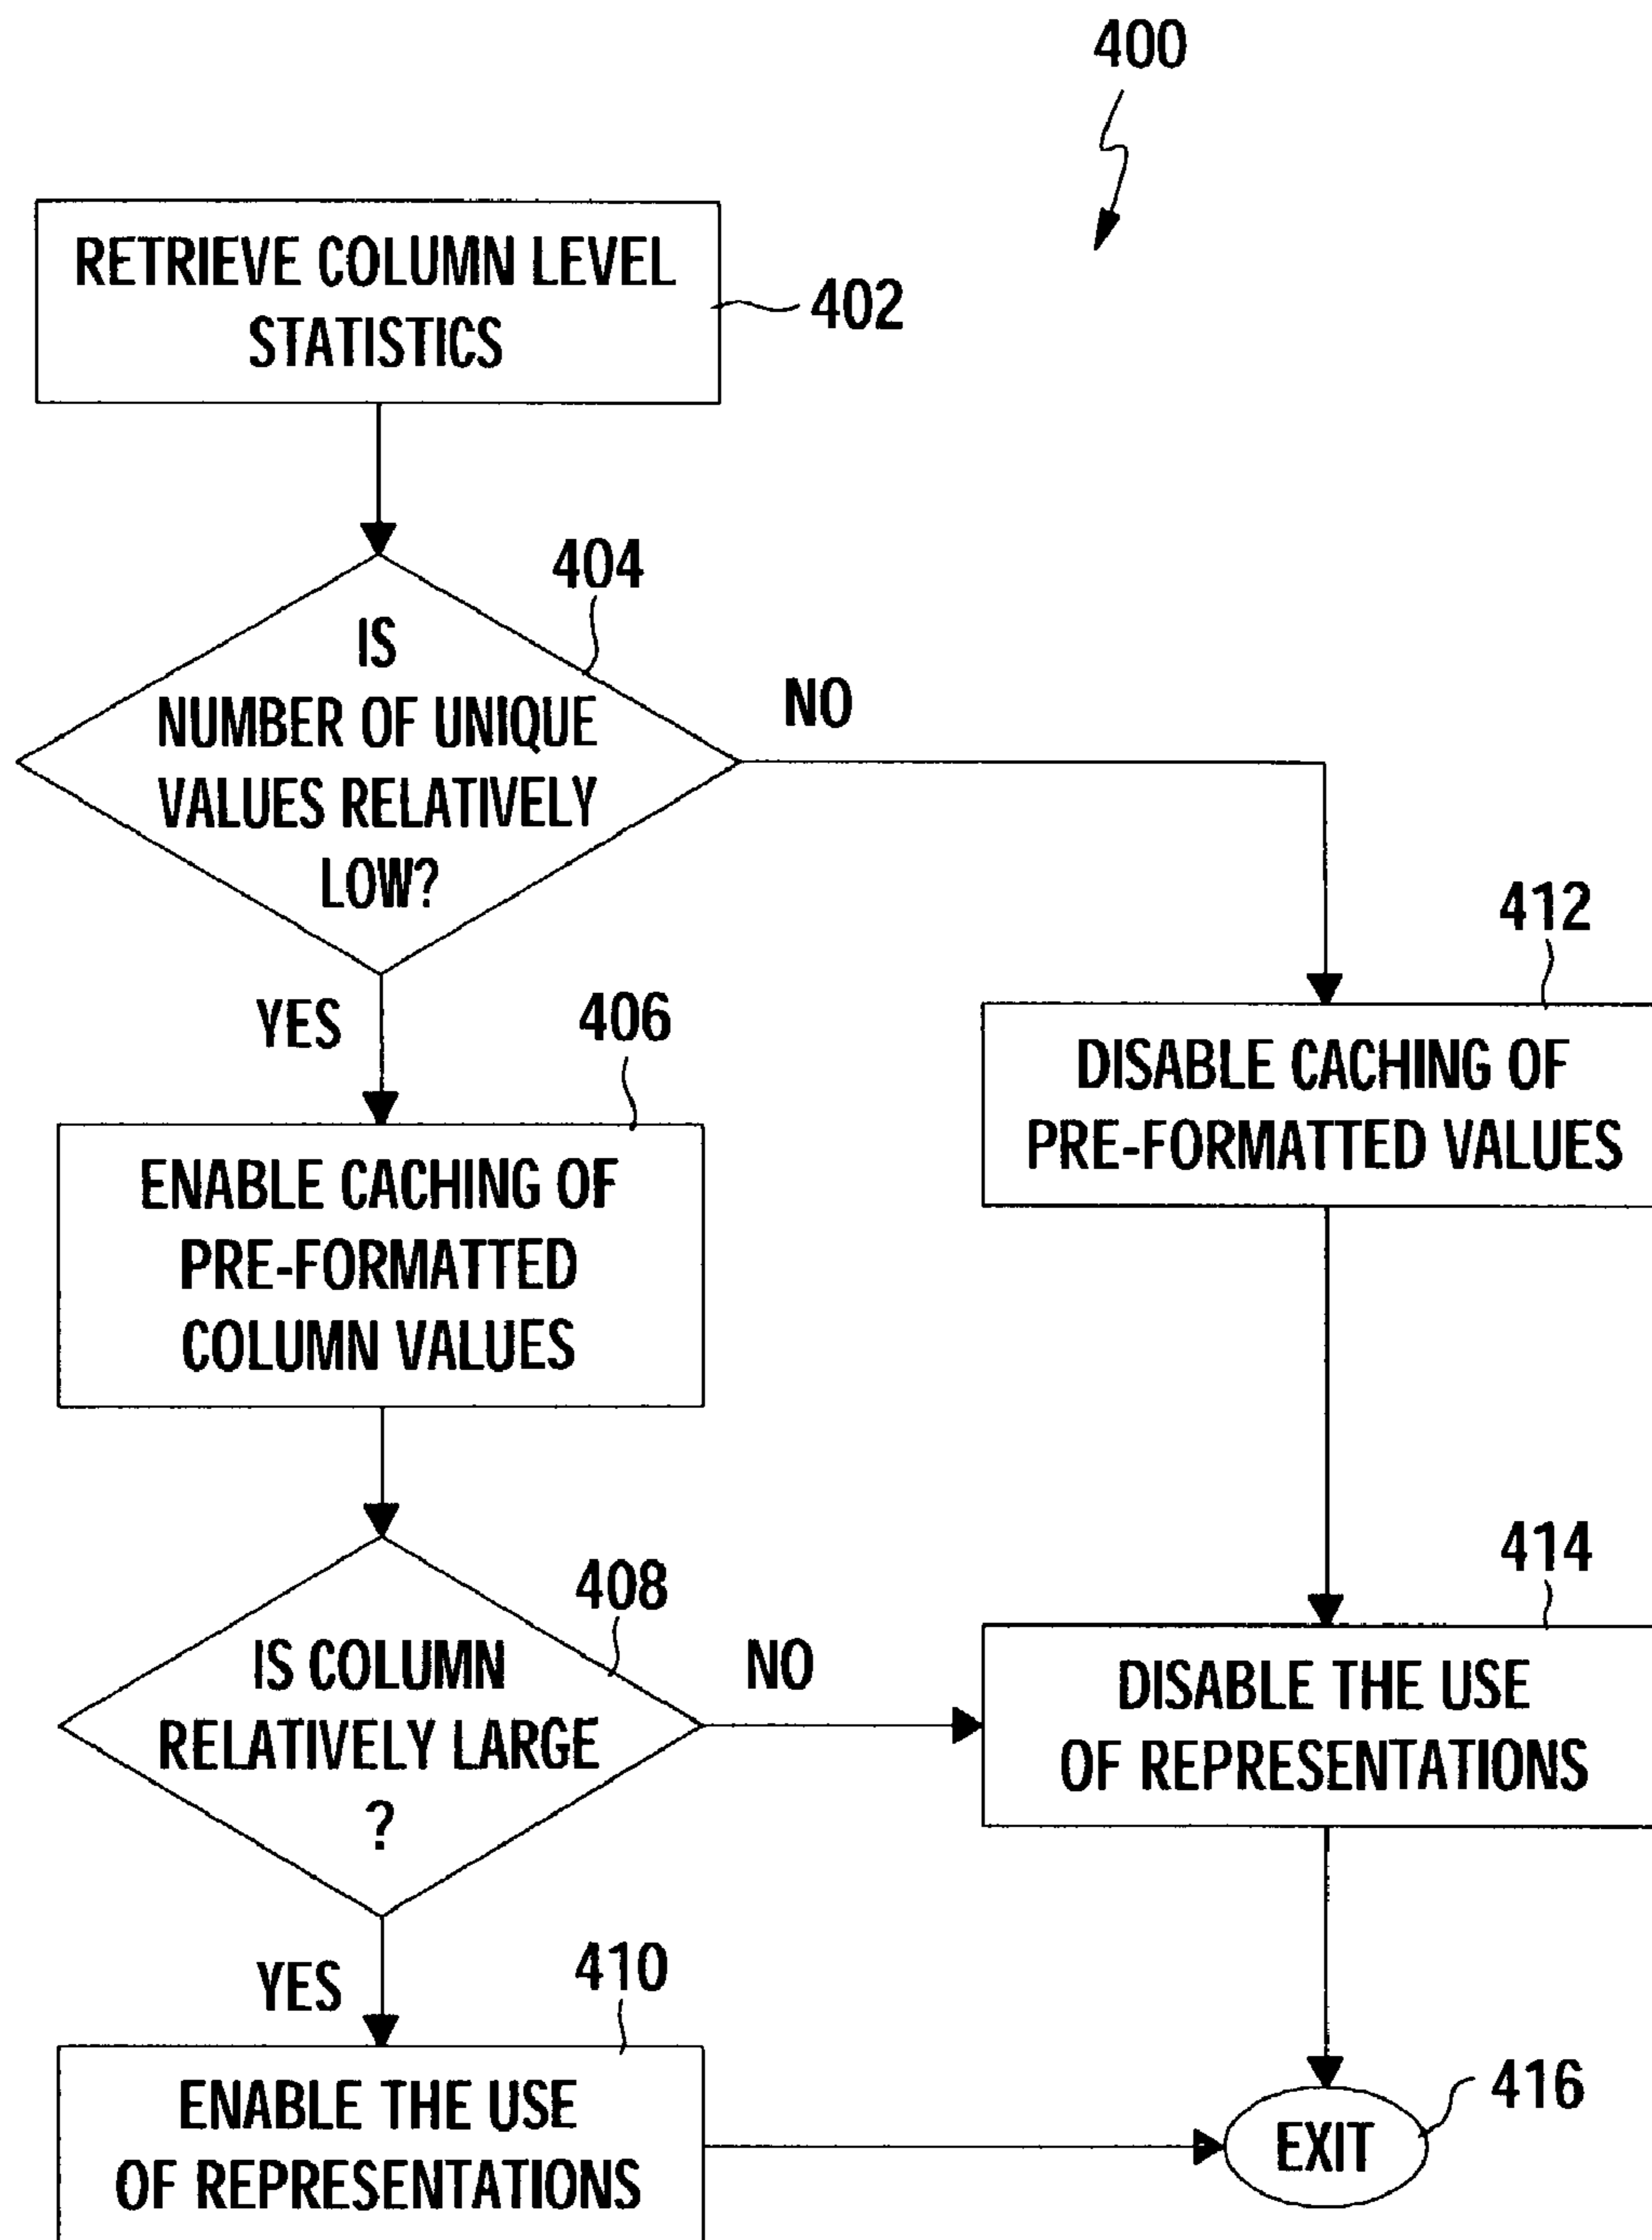 400
RETRIEVE COLUMN LEVEL
STATISTICS
402
404
IS
NUMBER OF UNIQUE
VALUES RELATIVELY
LOW?
NO
YES
412
DISABLE CACHING OF
PRE-FORMATTED VALUES
406
ENABLE CACHING OF
PRE-FORMATTED
COLUMN VALUES
408
IS COLUMN
RELATIVELY LARGE
?
NO
YES
414
DISABLE THE USE
OF REPRESENTATIONS
410
ENABLE THE USE
OF REPRESENTATIONS
416
EXIT